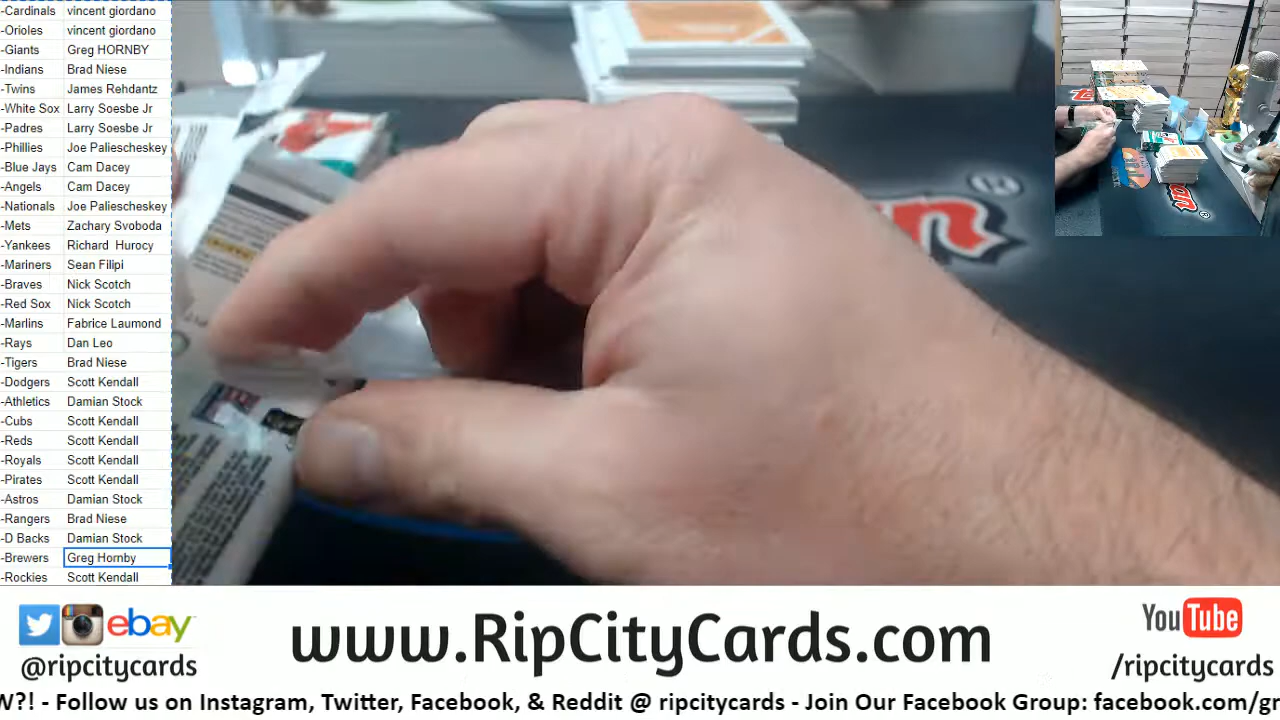 -Cardinals vincent giordano
-Orioles vincent giordano
-Giants Greg HORNBY
-Indians Brad Niese
-Twins James Rehdantz
-White Sox Larry Soesbe Jr
-Padres Larry Soesbe Jr
-Phillies Joe Paliescheskey
-Blue Jays Cam Dacey
-Angels Cam Dacey
-Nationals Joe Paliescheskey
-Mets Zachary Svoboda
-Yankees Richard Hurocy
-Mariners Sean Filipi
-Braves Nick Scotch
-Red Sox Nick Scotch
-Marlins Fabrice Laumond
-Rays Dan Leo
-Tigers Brad Niese
-Dodgers Scott Kendall
-Athletics Damian Stock
-Cubs Scott Kendall
-Reds Scott Kendall
-Royals Scott Kendall
-Pirates Scott Kendall
-Astros Damian Stock
-Rangers Brad Niese
-D Backs Damian Stock
-Brewers Greg Hornby
-Rockies Scott Kendall
ebay
@ripcitycards
www.RipCityCards.com
YouTube
/ripcitycards
W?! - Follow us on Instagram, Twitter, Facebook, & Reddit @ ripcitycards - Join Our Facebook Group: facebook.com/gr